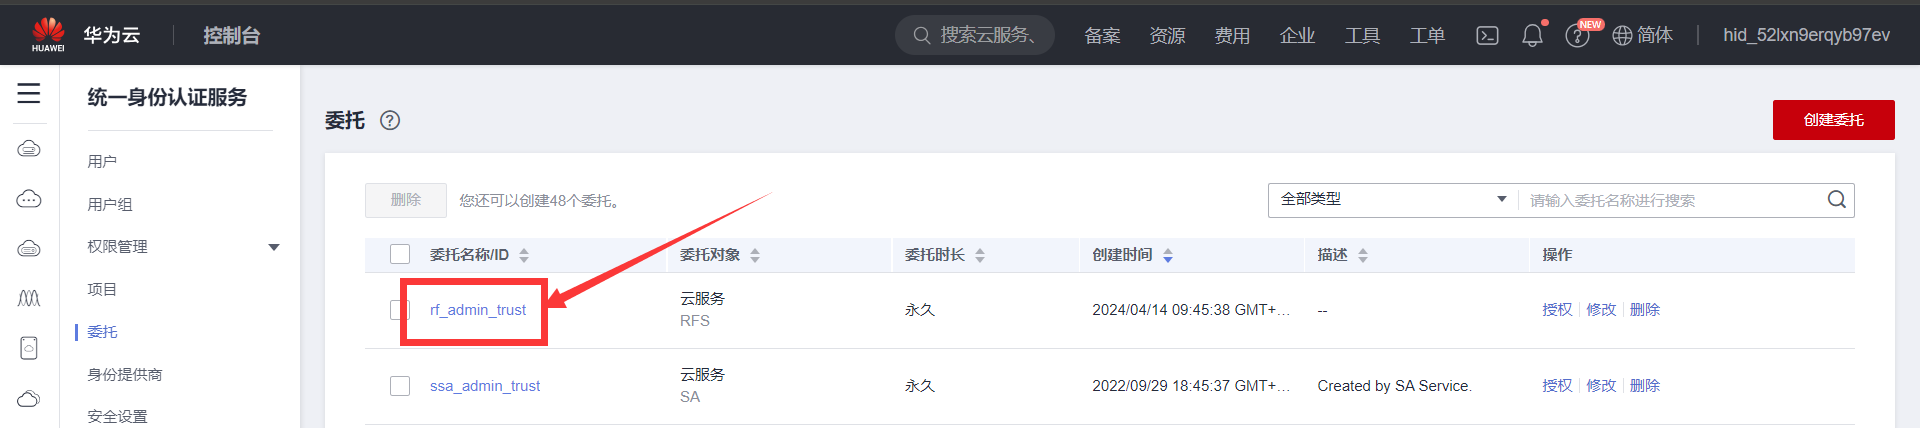 HUAWEI 华为云 控制台 搜索云服务、 备案 资源 费用 企业 工具 工单 NEW 简体 hid_52lxn9erqyb97ev
统一身份认证服务
用户
用户组
权限管理
项目
委托
身份提供商
安全设置
委托 ?
创建委托
删除 您还可以创建48个委托。 全部类型 请输入委托名称进行搜索
委托名称/ID 委托对象 委托时长 创建时间 描述 操作
rf_admin_trust 云服务 永久 2024/04/14 09:45:38 GMT+... -- 授权 修改 删除
RFS
ssa_admin_trust 云服务 永久 2022/09/29 18:45:37 GMT+... Created by SA Service. 授权 修改 删除
SA